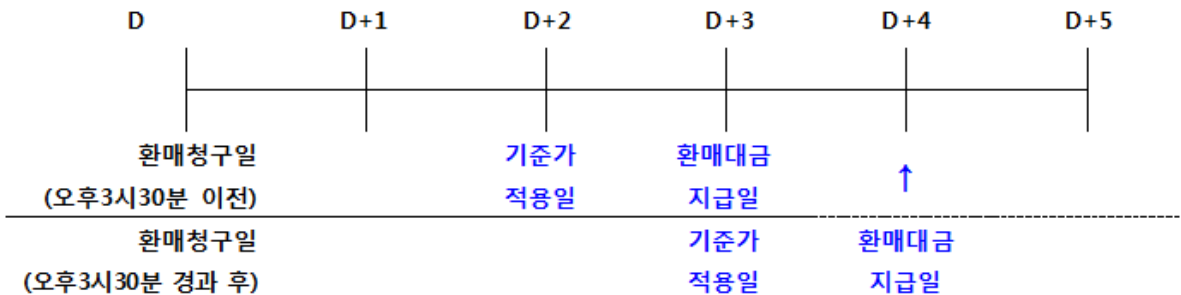 D D+1 D+2 D+3 D+4 D+5
환매청구일 기준가 환매대금
(오후3시30분 이전) 적용일 지급일 ↑
환매청구일 기준가 환매대금
(오후3시30분 경과 후) 적용일 지급일